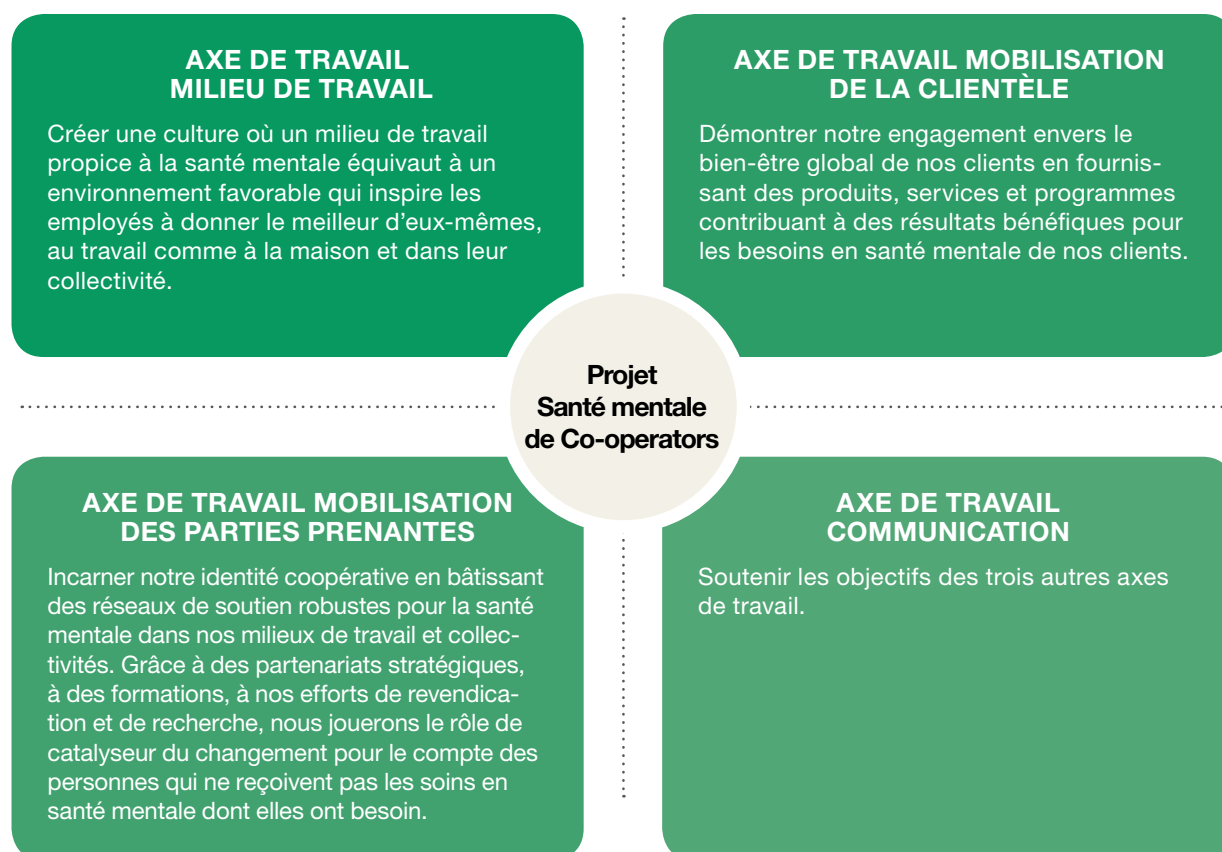 AXE DE TRAVAIL
MILIEU DE TRAVAIL
Créer une culture où un milieu de travail
propice à la santé mentale équivaut à un
environnement favorable qui inspire les
employés à donner le meilleur d'eux-mêmes,
au travail comme à la maison et dans leur
collectivité.
AXE DE TRAVAIL MOBILISATION
DE LA CLIENTÈLE
Démontrer notre engagement envers le
bien-être global de nos clients en fournis-
sant des produits, services et programmes
contribuant à des résultats bénéfiques pour
les besoins en santé mentale de nos clients.
Projet
Santé mentale
de Co-operators
AXE DE TRAVAIL MOBILISATION
DES PARTIES PRENANTES
Incarner notre identité coopérative en bâtissant
des réseaux de soutien robustes pour la santé
mentale dans nos milieux de travail et collec-
tivités. Grâce à des partenariats stratégiques,
à des formations, à nos efforts de revendica-
tion et de recherche, nous jouerons le rôle de
catalyseur du changement pour le compte des
personnes qui ne reçoivent pas les soins en
santé mentale dont elles ont besoin.
AXE DE TRAVAIL
COMMUNICATION
Soutenir les objectifs des trois autres axes
de travail.